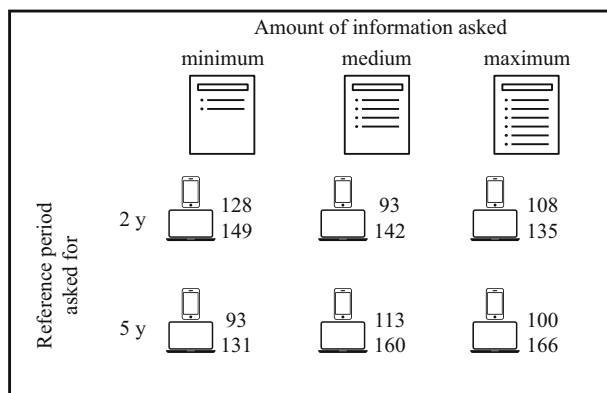 Amount of information asked
minimum medium maximum
Reference period
asked for
2 y
128 93 108
149 142 135
5 y
93 113 100
131 160 166